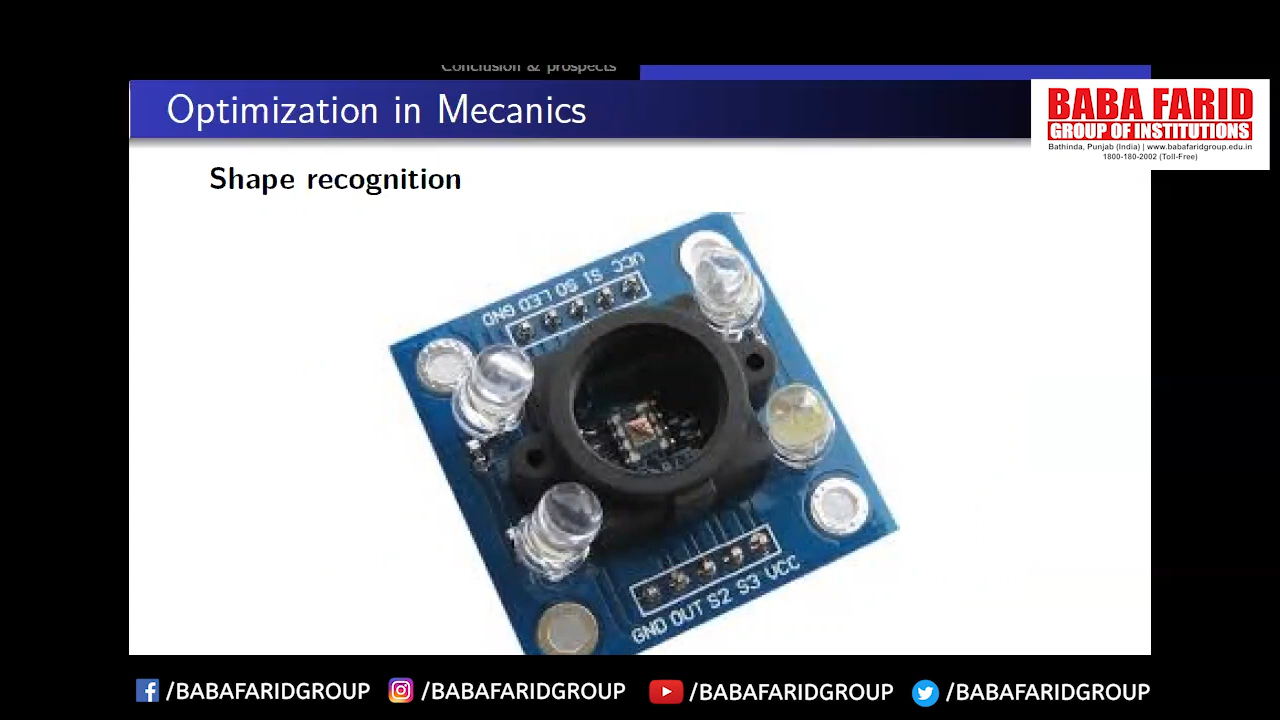 Conclusion & prospects
Optimization in Mecanics
BABA FARID
GROUP OF INSTITUTIONS
Bathinda, Punjab (India) | www.babafaridgroup.edu.in
1800-180-2002 (Toll-Free)
Shape recognition
GND LED S0 S1 VCC
GND OUT S2 S3 VCC
/BABAFARIDGROUP /BABAFARIDGROUP /BABAFARIDGROUP /BABAFARIDGROUP